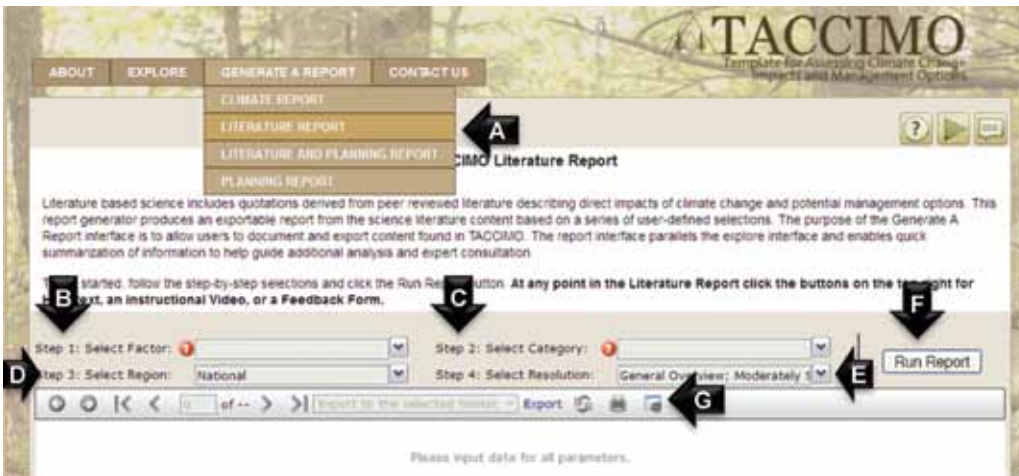 TACCIMO
Template for Assessing Climate Change
Impacts and Management Options
ABOUT EXPLORE GENERATE A REPORT CONTACT US
CLIMATE REPORT
LITERATURE REPORT
LITERATURE AND PLANNING REPORT
PLANNING REPORT
A
?
CIMO Literature Report
Literature based science includes quotations derived from peer reviewed literature describing direct impacts of climate change and potential management options. This
report generator produces an exportable report from the science literature content based on a series of user-defined selections. The purpose of the Generate A
Report interface is to allow users to document and export content found in TACCIMO. The report interface parallels the explore interface and enables quick
summarization of information to help guide additional analysis and expert consultation.
started, follow the step-by-step selections and click the Run Re utton. At any point in the Literature Report click the buttons on the to right for
ext, an instructional Video, or a Feedback Form.
B C F
Step 1: Select Factor: Step 2: Select Category:
D Step 3: Select Region: National Step 4: Select Resolution: General Overview; Moderately S E Run Report
of -- Export to the selected format Export G
Please input data for all parameters.